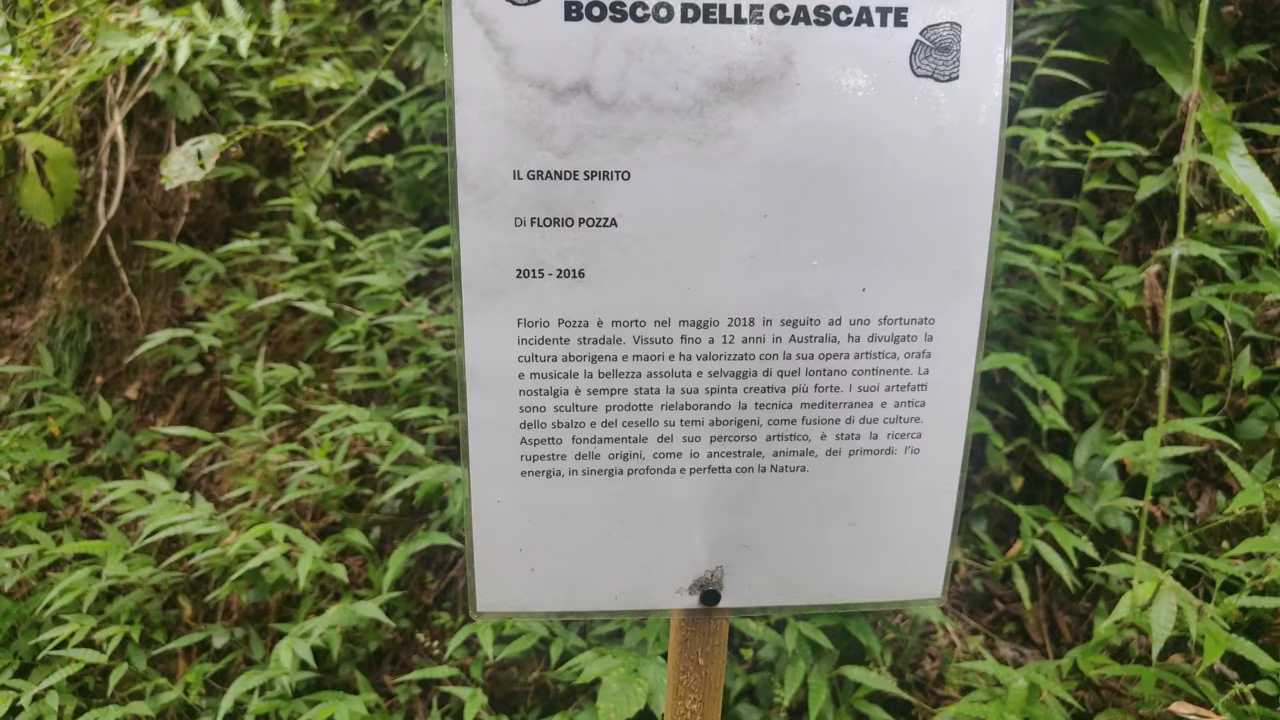 BOSCO DELLE CASCATE
IL GRANDE SPIRITO
Di FLORIO POZZA
2015 - 2016
Florio Pozza è morto nel maggio 2018 in seguito ad uno sfortunato
incidente stradale. Vissuto fino a 12 anni in Australia, ha divulgato la
cultura aborigena e maori e ha valorizzato con la sua opera artistica, orafa
e musicale la bellezza assoluta e selvaggia di quel lontano continente. La
nostalgia è sempre stata la sua spinta creativa più forte. I suoi artefatti
sono sculture prodotte rielaborando la tecnica mediterranea e antica
dello sbalzo e del cesello su temi aborigeni, come fusione di due culture.
Aspetto fondamentale del suo percorso artistico, è stata la ricerca
rupestre delle origini, come io ancestrale, animale, dei primordi: l'io
energia, in sinergia profonda e perfetta con la Natura.